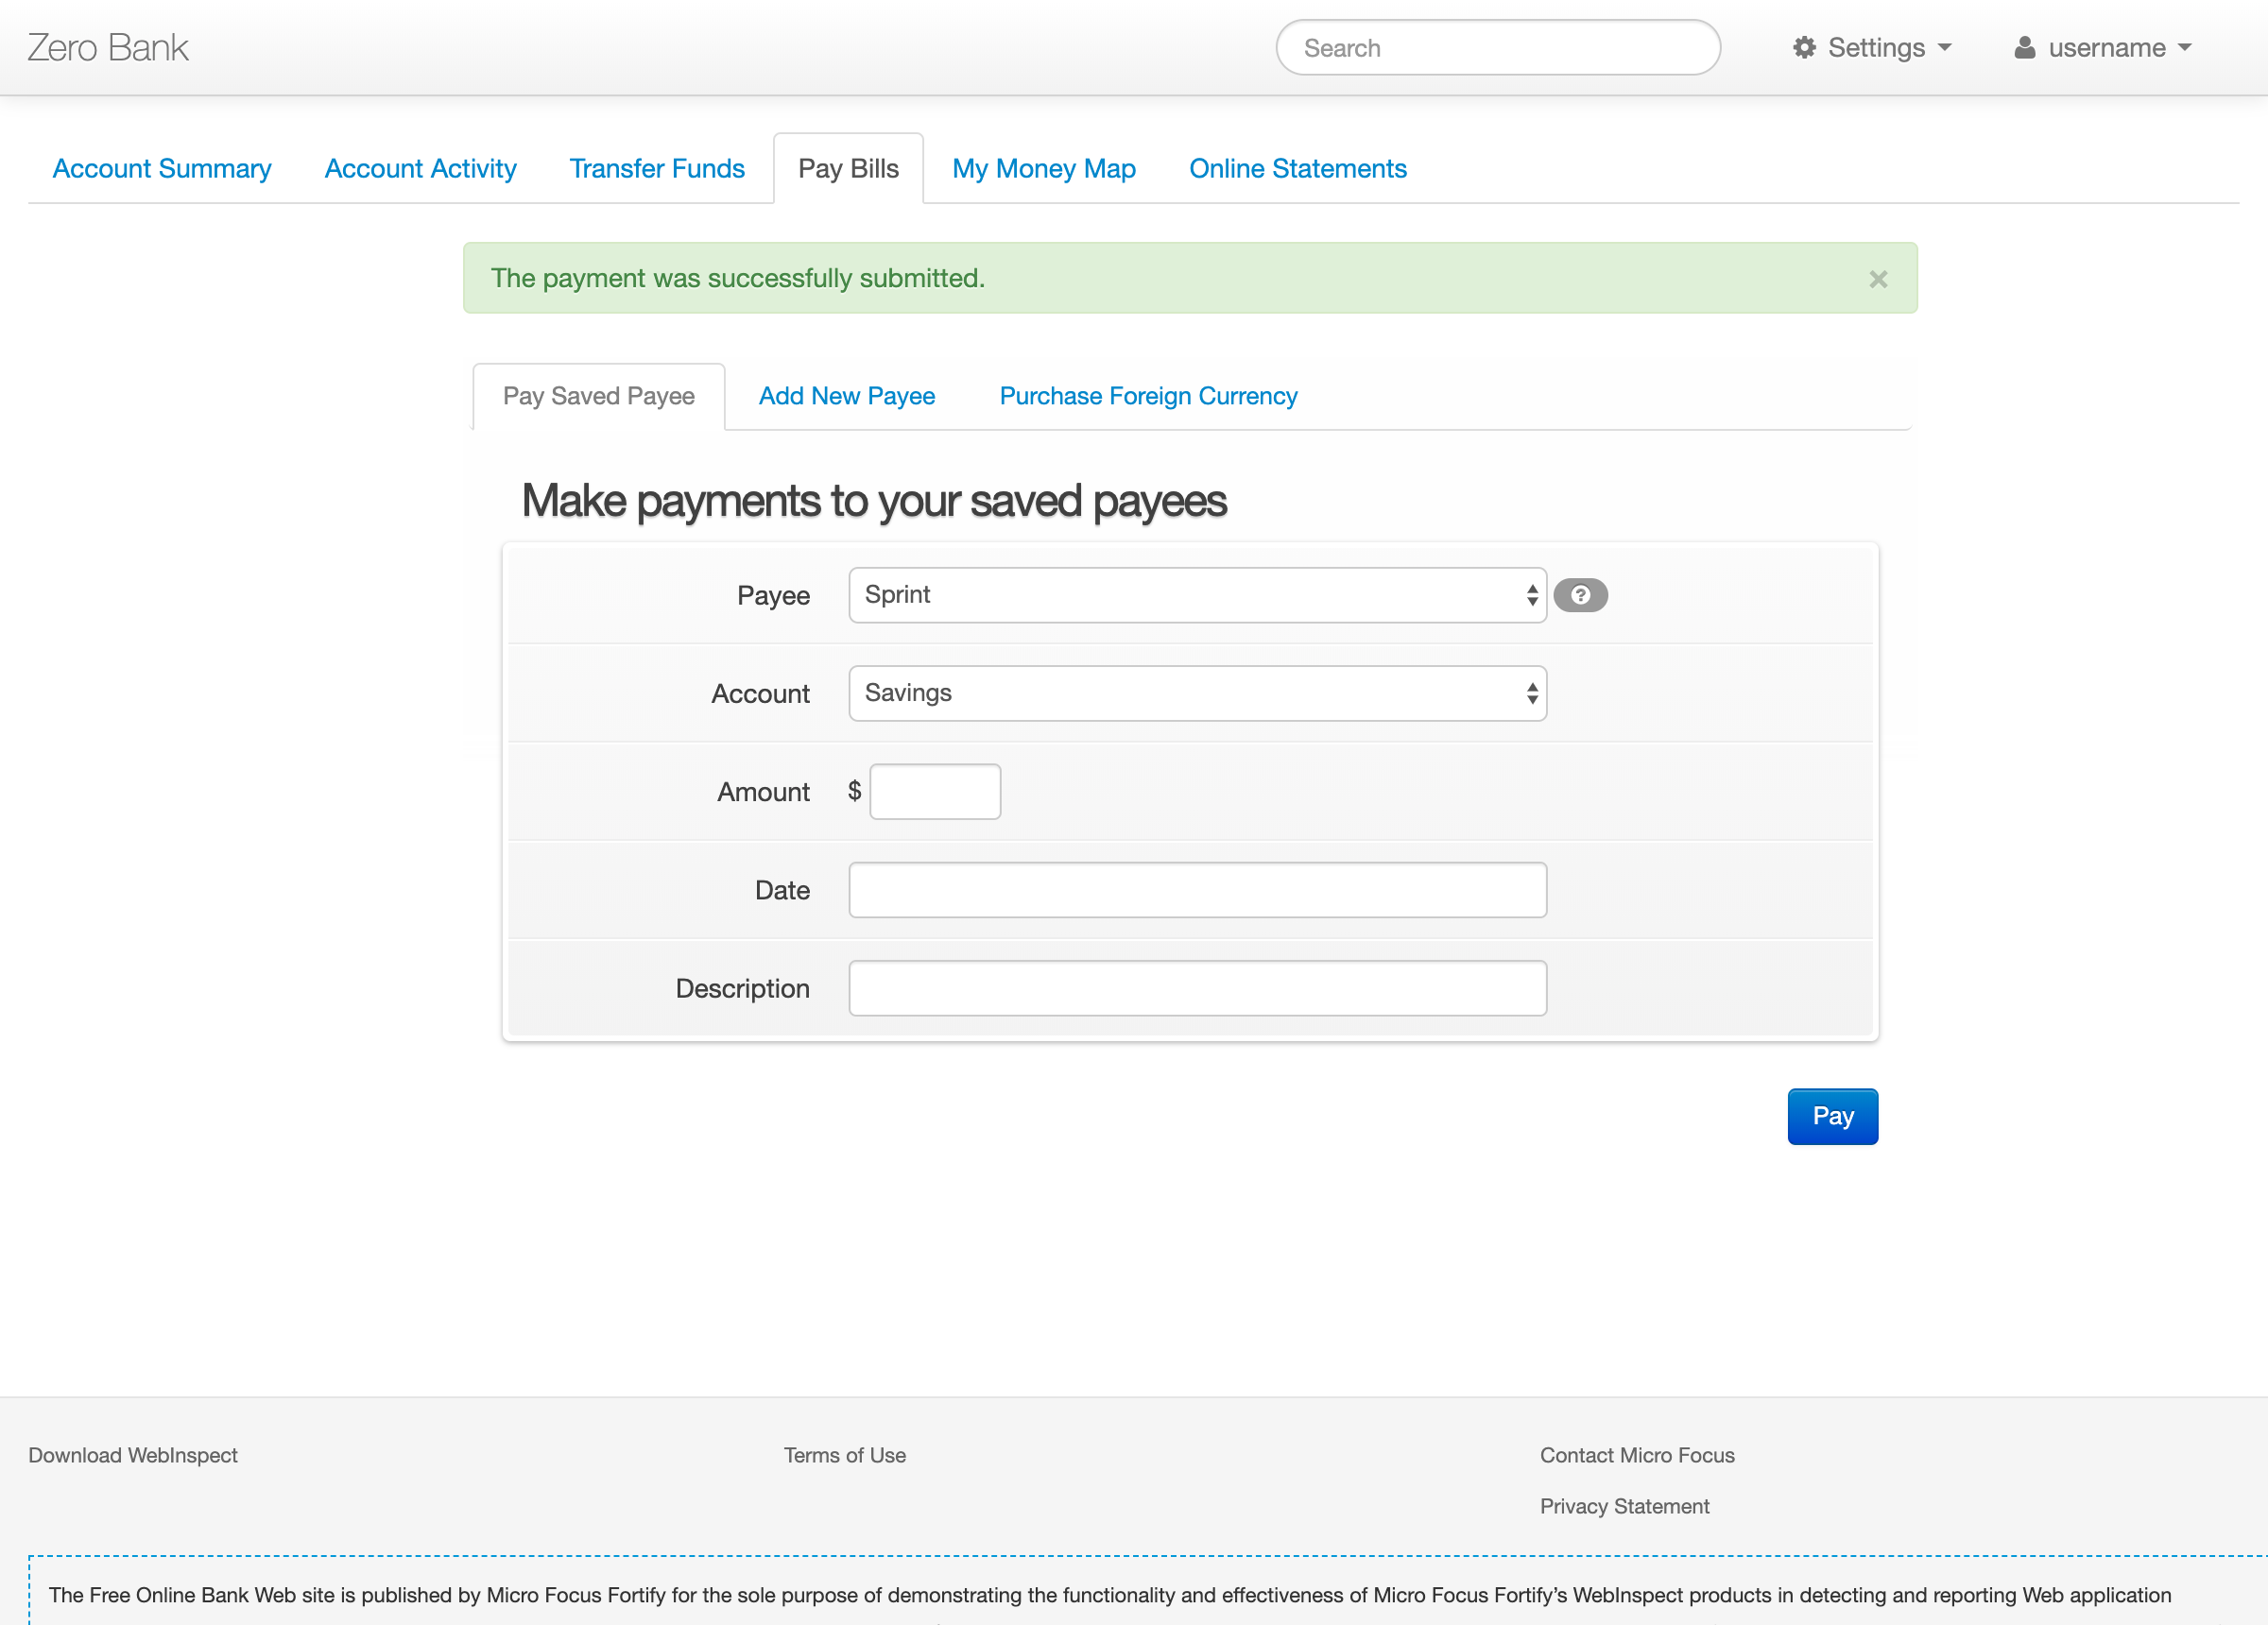 Zero Bank
Search
Settings
username
Account Summary
Account Activity
Transfer Funds
Pay Bills
My Money Map
Online Statements
The payment was successfully submitted.
×
Pay Saved Payee
Add New Payee
Purchase Foreign Currency
Make payments to your saved payees
Payee
Sprint
?
Account
Savings
Amount
$
Date
Description
Pay
Download WebInspect
Terms of Use
Contact Micro Focus
Privacy Statement
The Free Online Bank Web site is published by Micro Focus Fortify for the sole purpose of demonstrating the functionality and effectiveness of Micro Focus Fortify’s WebInspect products in detecting and reporting Web application